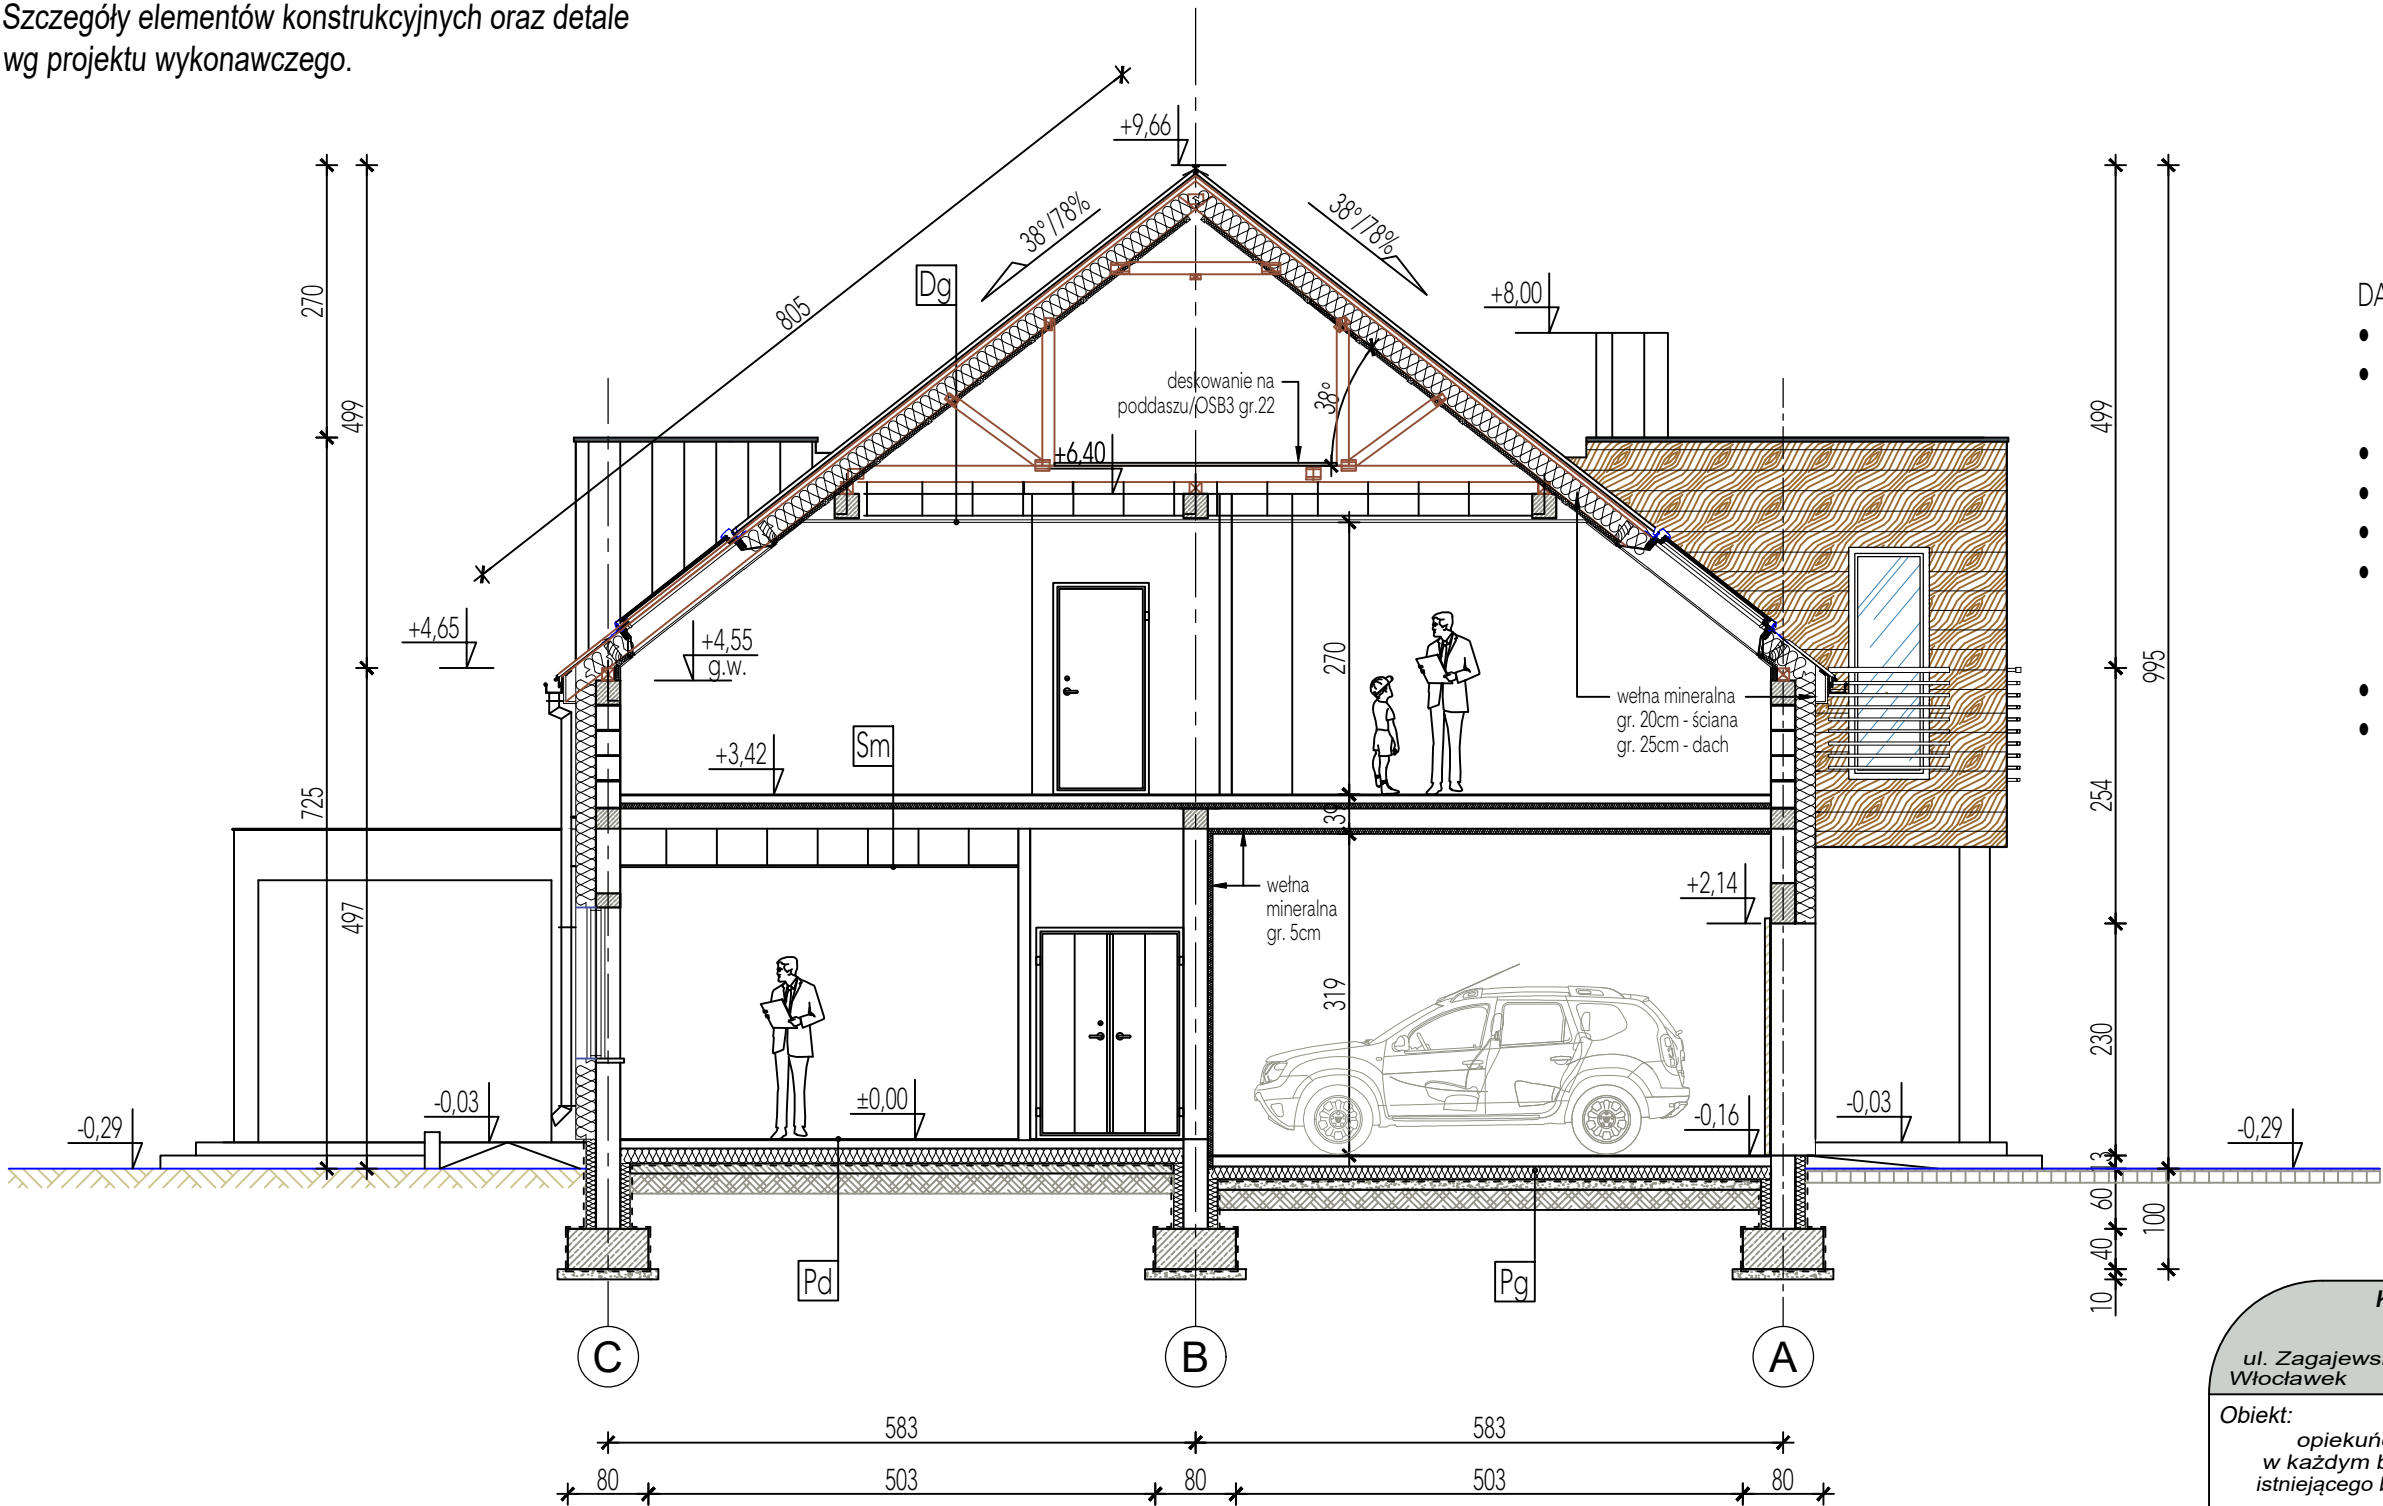 Szczegóły elementów konstrukcyjnych oraz detale
wg projektu wykonawczego.
+9,66
38°/78%
38°/78%
805
Dg
+8,00
270
499
deskowanie na
poddaszu/OSB3 gr.22
38°
+6,40
499
DA
+4,65
+4,55
g.w.
270
995
wełna mineralna
gr. 20cm - ściana
gr. 25cm - dach
Sm
+3,42
725
39
254
wełna
mineralna
gr. 5cm
+2,14
497
319
230
-0,29
-0,03
±0,00
-0,16
-0,03
-0,29
13
60
100
40
10
Pd
Pg
C
B
A
583
583
80
503
80
503
80
ul. Zagajews
Włocławek
Obiekt:
opiekuń
w każdym b
istniejącego b